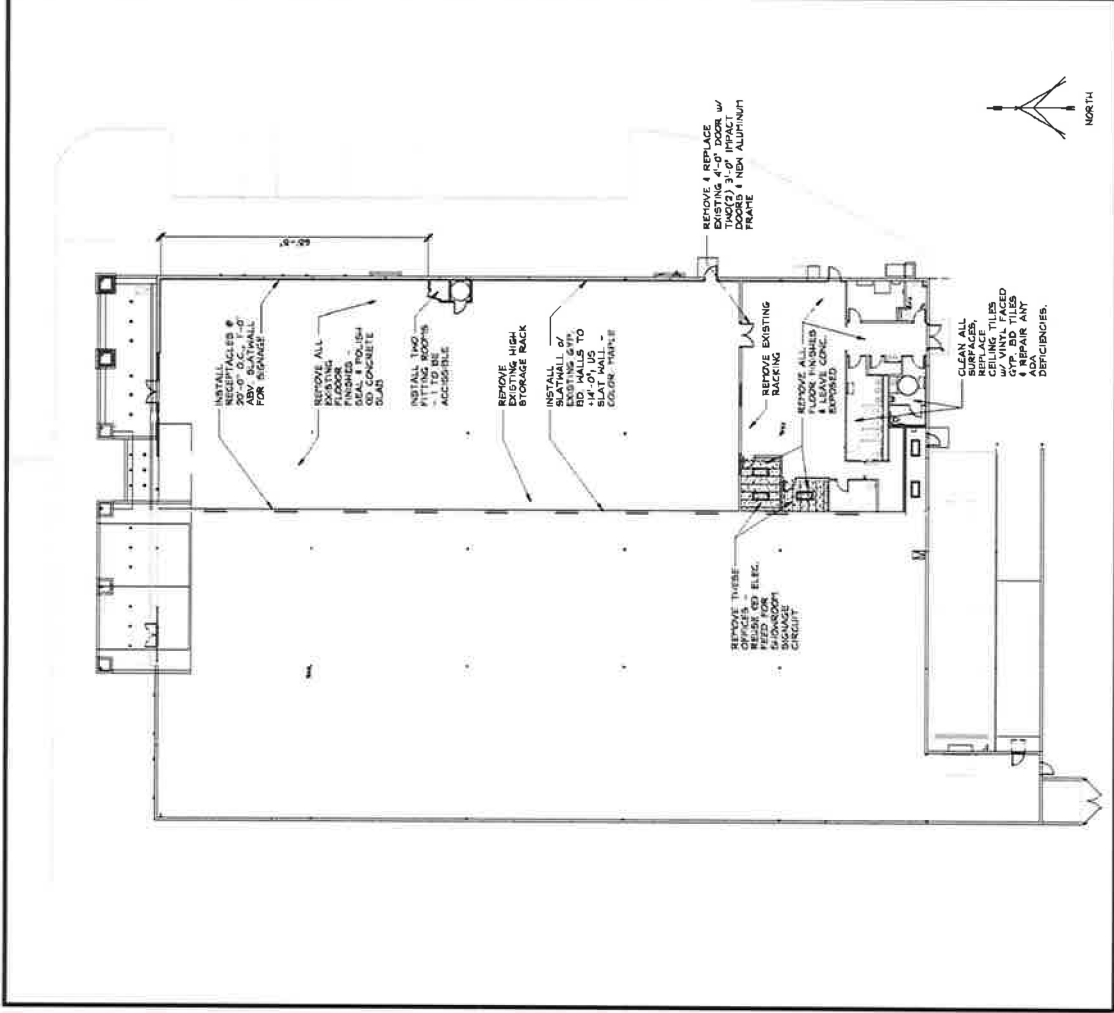 INSTALL
RECEPTACLES @
20'-0" O.C., 1'-0"
ABV. SLATWALL
FOR SIGNAGE
REMOVE ALL
EXISTING
FLOOR
FINISHES -
SEAL & POLISH
(E) CONCRETE
SLAB
INSTALL TWO
FITTING ROOMS
- 1 TO BE
ACCISSIBLE
REMOVE
EXISTING HIGH
STORAGE RACK
INSTALL
SLATWALL O/
EXISTING GYP.
BD. WALLS TO
+14'-0", US
SLAT WALL -
COLOR: MAPLE
REMOVE & REPLACE
EXISTING 4'-0" DOOR W/
TWO(2) 3'-0" IMPACT
DOORS & NEW ALUMINUM
FRAME
REMOVE EXISTING
RACKING
REMOVE ALL
FLOOR FINISHES
& LEAVE CONC.
EXPOSED
REMOVE THESE
OFFICES -
REUSE (E) ELEC.
FEED FOR
SHOWROOM
SIGNAGE
CIRCUIT
CLEAN ALL
SURFACES,
REPLACE
CEILING TILES
W/ VINYL FACED
GYP. BD TILES
& REPAIR ANY
ADA
DEFICIENCIES.
NORTH